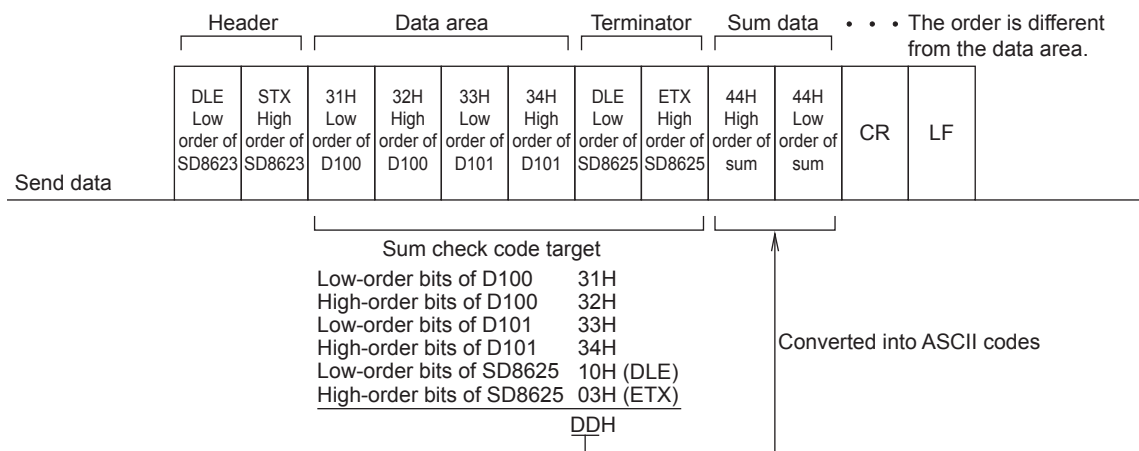 Header Data area Terminator Sum data • • • The order is different
from the data area.
DLE Low order of SD8623
STX High order of SD8623
31H Low order of D100
32H High order of D100
33H Low order of D101
34H High order of D101
DLE Low order of SD8625
ETX High order of SD8625
44H High order of sum
44H Low order of sum
CR
LF
Send data
Sum check code target
Low-order bits of D100 31H
High-order bits of D100 32H
Low-order bits of D101 33H
High-order bits of D101 34H
Low-order bits of SD8625 10H (DLE)
High-order bits of SD8625 03H (ETX)
DDH
Converted into ASCII codes